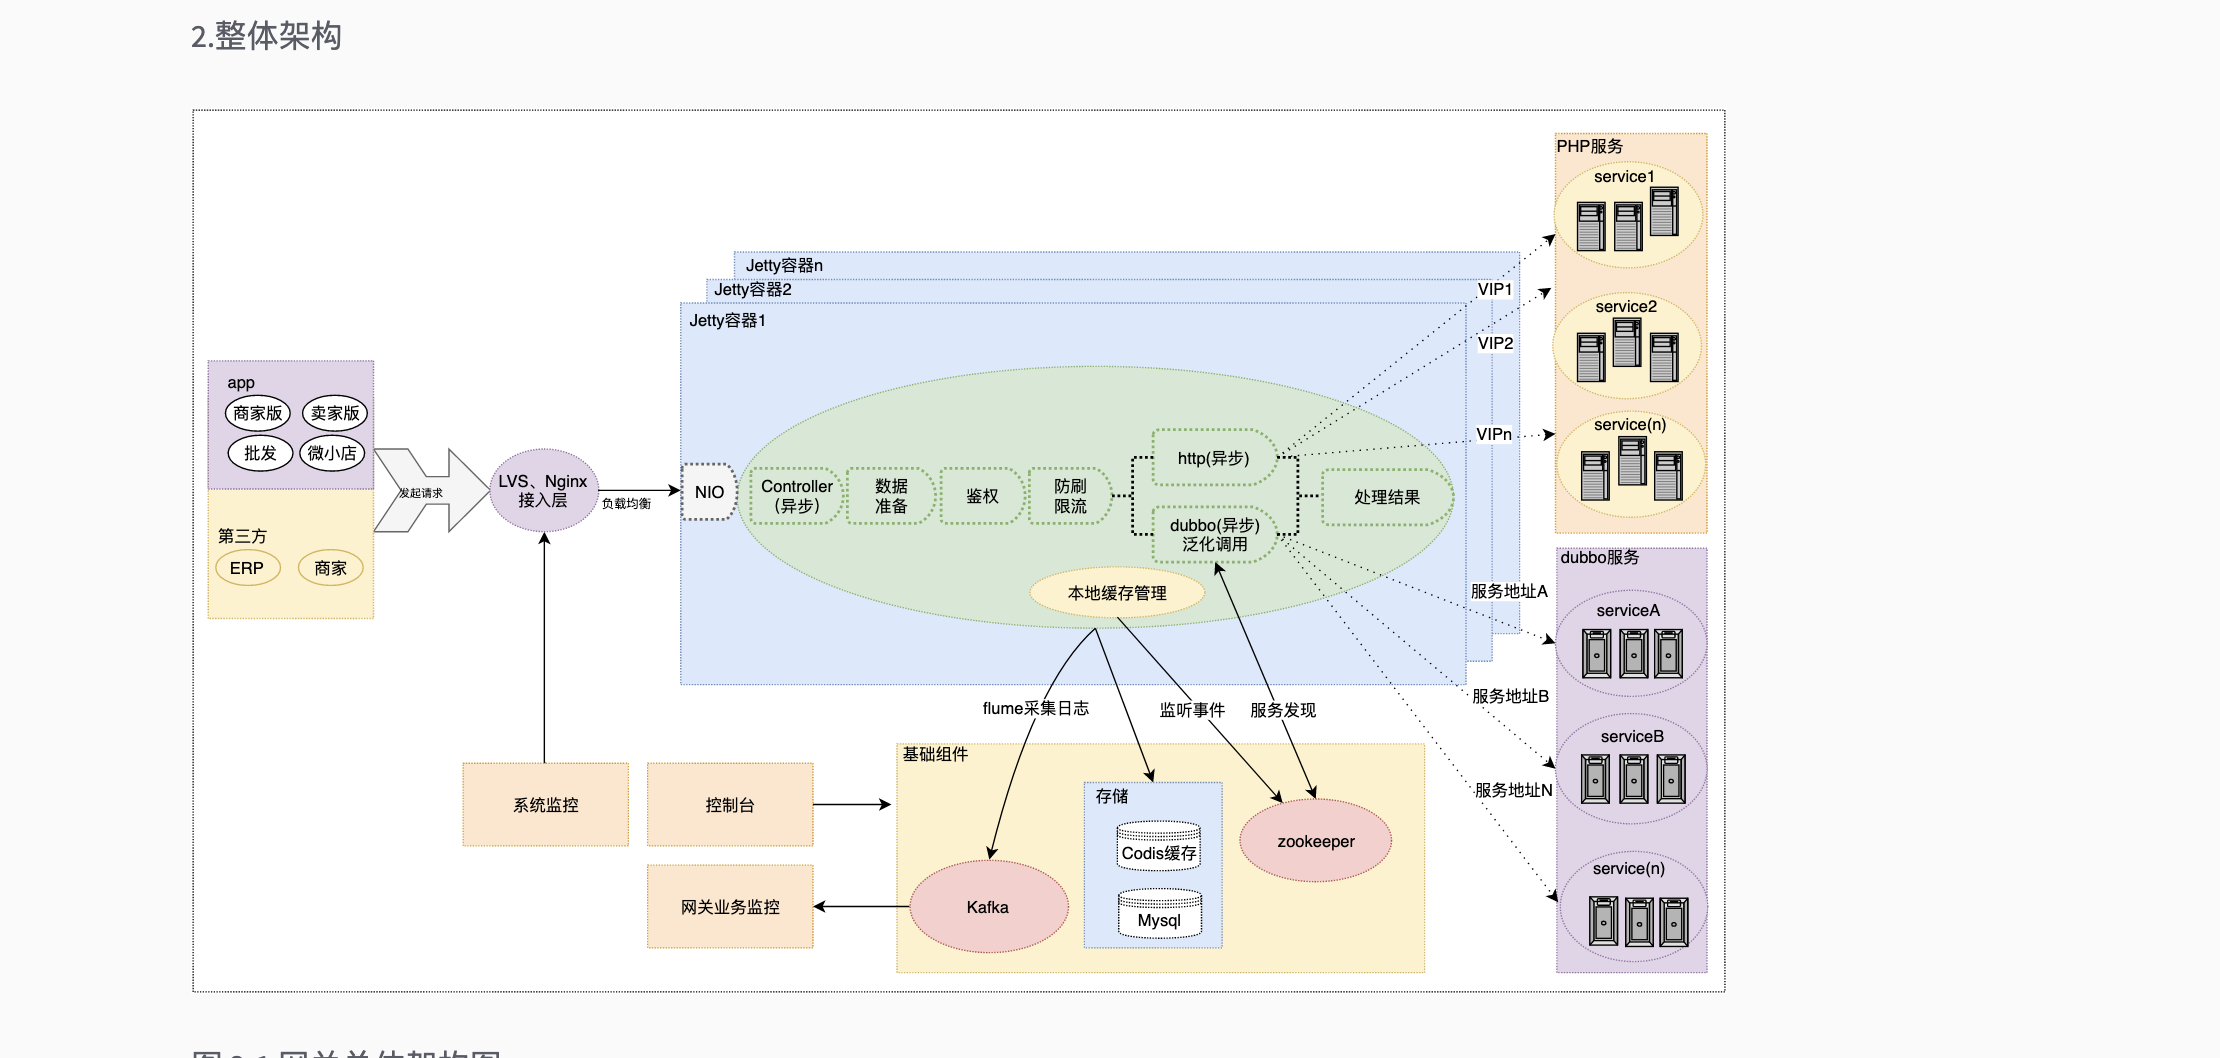 2.整体架构
PHP服务
service1
Jetty容器n
Jetty容器2
VIP1
service2
Jetty容器1
VIP2
app
商家版
卖家版
批发
微小店
service(n)
VIPn
http(异步)
LVS、Nginx
接入层
发起请求
负载均衡
NIO
Controller
（异步）
数据
准备
鉴权
防刷
限流
处理结果
dubbo(异步)
泛化调用
第三方
ERP
商家
dubbo服务
本地缓存管理
服务地址A
serviceA
服务地址B
flume采集日志
监听事件
服务发现
serviceB
基础组件
服务地址N
系统监控
控制台
存储
Codis缓存
zookeeper
service(n)
网关业务监控
Kafka
Mysql